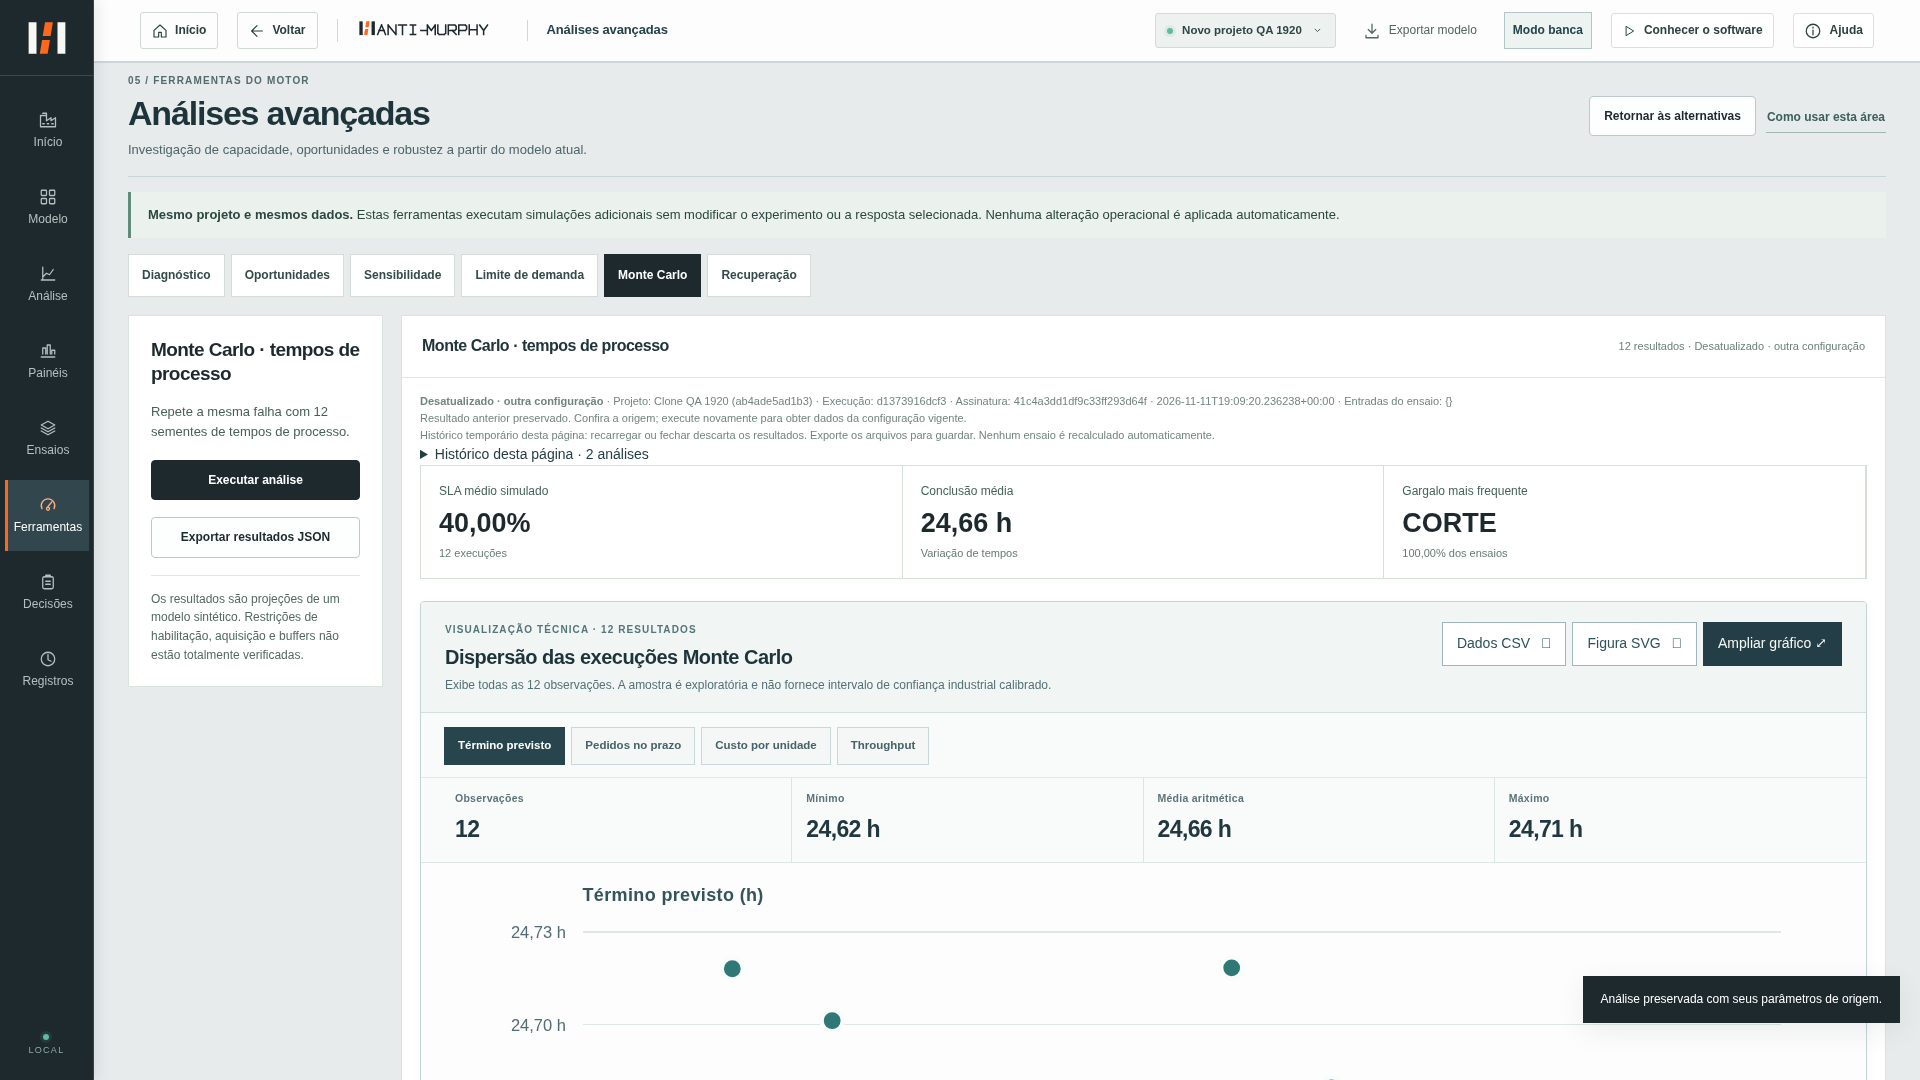 Início
Voltar
ANTI-MURPHY
Análises avançadas
Novo projeto QA 1920
Exportar modelo
Modo banca
Conhecer o software
Ajuda
Início
Modelo
Análise
Painéis
Ensaios
Ferramentas
Decisões
Registros
LOCAL
05 / FERRAMENTAS DO MOTOR
Análises avançadas
Investigação de capacidade, oportunidades e robustez a partir do modelo atual.
Retornar às alternativas
Como usar esta área
Mesmo projeto e mesmos dados. Estas ferramentas executam simulações adicionais sem modificar o experimento ou a resposta selecionada. Nenhuma alteração operacional é aplicada automaticamente.
Diagnóstico
Oportunidades
Sensibilidade
Limite de demanda
Monte Carlo
Recuperação
Monte Carlo · tempos de
processo
Repete a mesma falha com 12
sementes de tempos de processo.
Executar análise
Exportar resultados JSON
Os resultados são projeções de um
modelo sintético. Restrições de
habilitação, aquisição e buffers não
estão totalmente verificadas.
Monte Carlo · tempos de processo
12 resultados · Desatualizado · outra configuração
Desatualizado · outra configuração · Projeto: Clone QA 1920 (ab4ade5ad1b3) · Execução: d1373916dcf3 · Assinatura: 41c4a3dd1df9c33ff293d64f · 2026-11-11T19:09:20.236238+00:00 · Entradas do ensaio: {}
Resultado anterior preservado. Confira a origem; execute novamente para obter dados da configuração vigente.
Histórico temporário desta página: recarregar ou fechar descarta os resultados. Exporte os arquivos para guardar. Nenhum ensaio é recalculado automaticamente.
Histórico desta página · 2 análises
SLA médio simulado
40,00%
12 execuções
Conclusão média
24,66 h
Variação de tempos
Gargalo mais frequente
CORTE
100,00% dos ensaios
VISUALIZAÇÃO TÉCNICA · 12 RESULTADOS
Dispersão das execuções Monte Carlo
Exibe todas as 12 observações. A amostra é exploratória e não fornece intervalo de confiança industrial calibrado.
Dados CSV
Figura SVG
Ampliar gráfico ⤢
Término previsto
Pedidos no prazo
Custo por unidade
Throughput
Observações
12
Mínimo
24,62 h
Média aritmética
24,66 h
Máximo
24,71 h
Término previsto (h)
24,73 h
24,70 h
Análise preservada com seus parâmetros de origem.